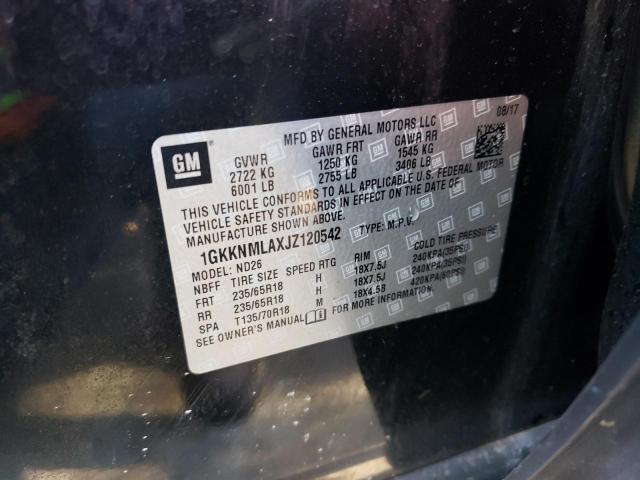 MFD BY GENERAL MOTORS LLC 08/17
GM GVWR GAWR FRT GAWR RR
2722 KG 1250 KG 1545 KG
6001 LB 2755 LB 3406 LB
THIS VEHICLE CONFORMS TO ALL APPLICABLE U.S. FEDERAL MOTOR
VEHICLE SAFETY STANDARDS IN EFFECT ON THE DATE OF
MANUFACTURE SHOWN ABOVE.
1GKKNMLAXJZ120542 TYPE: M.P.V.
MODEL: ND26
NBFF TIRE SIZE SPEED RTG RIM COLD TIRE PRESSURE
FRT 235/65R18 H 18X7.5J 240KPA(35PSI)
RR 235/65R18 H 18X7.5J 240KPA(35PSI)
SPA T135/70R18 M 18X4.5B 420KPA(60PSI)
SEE OWNER'S MANUAL FOR MORE INFORMATION